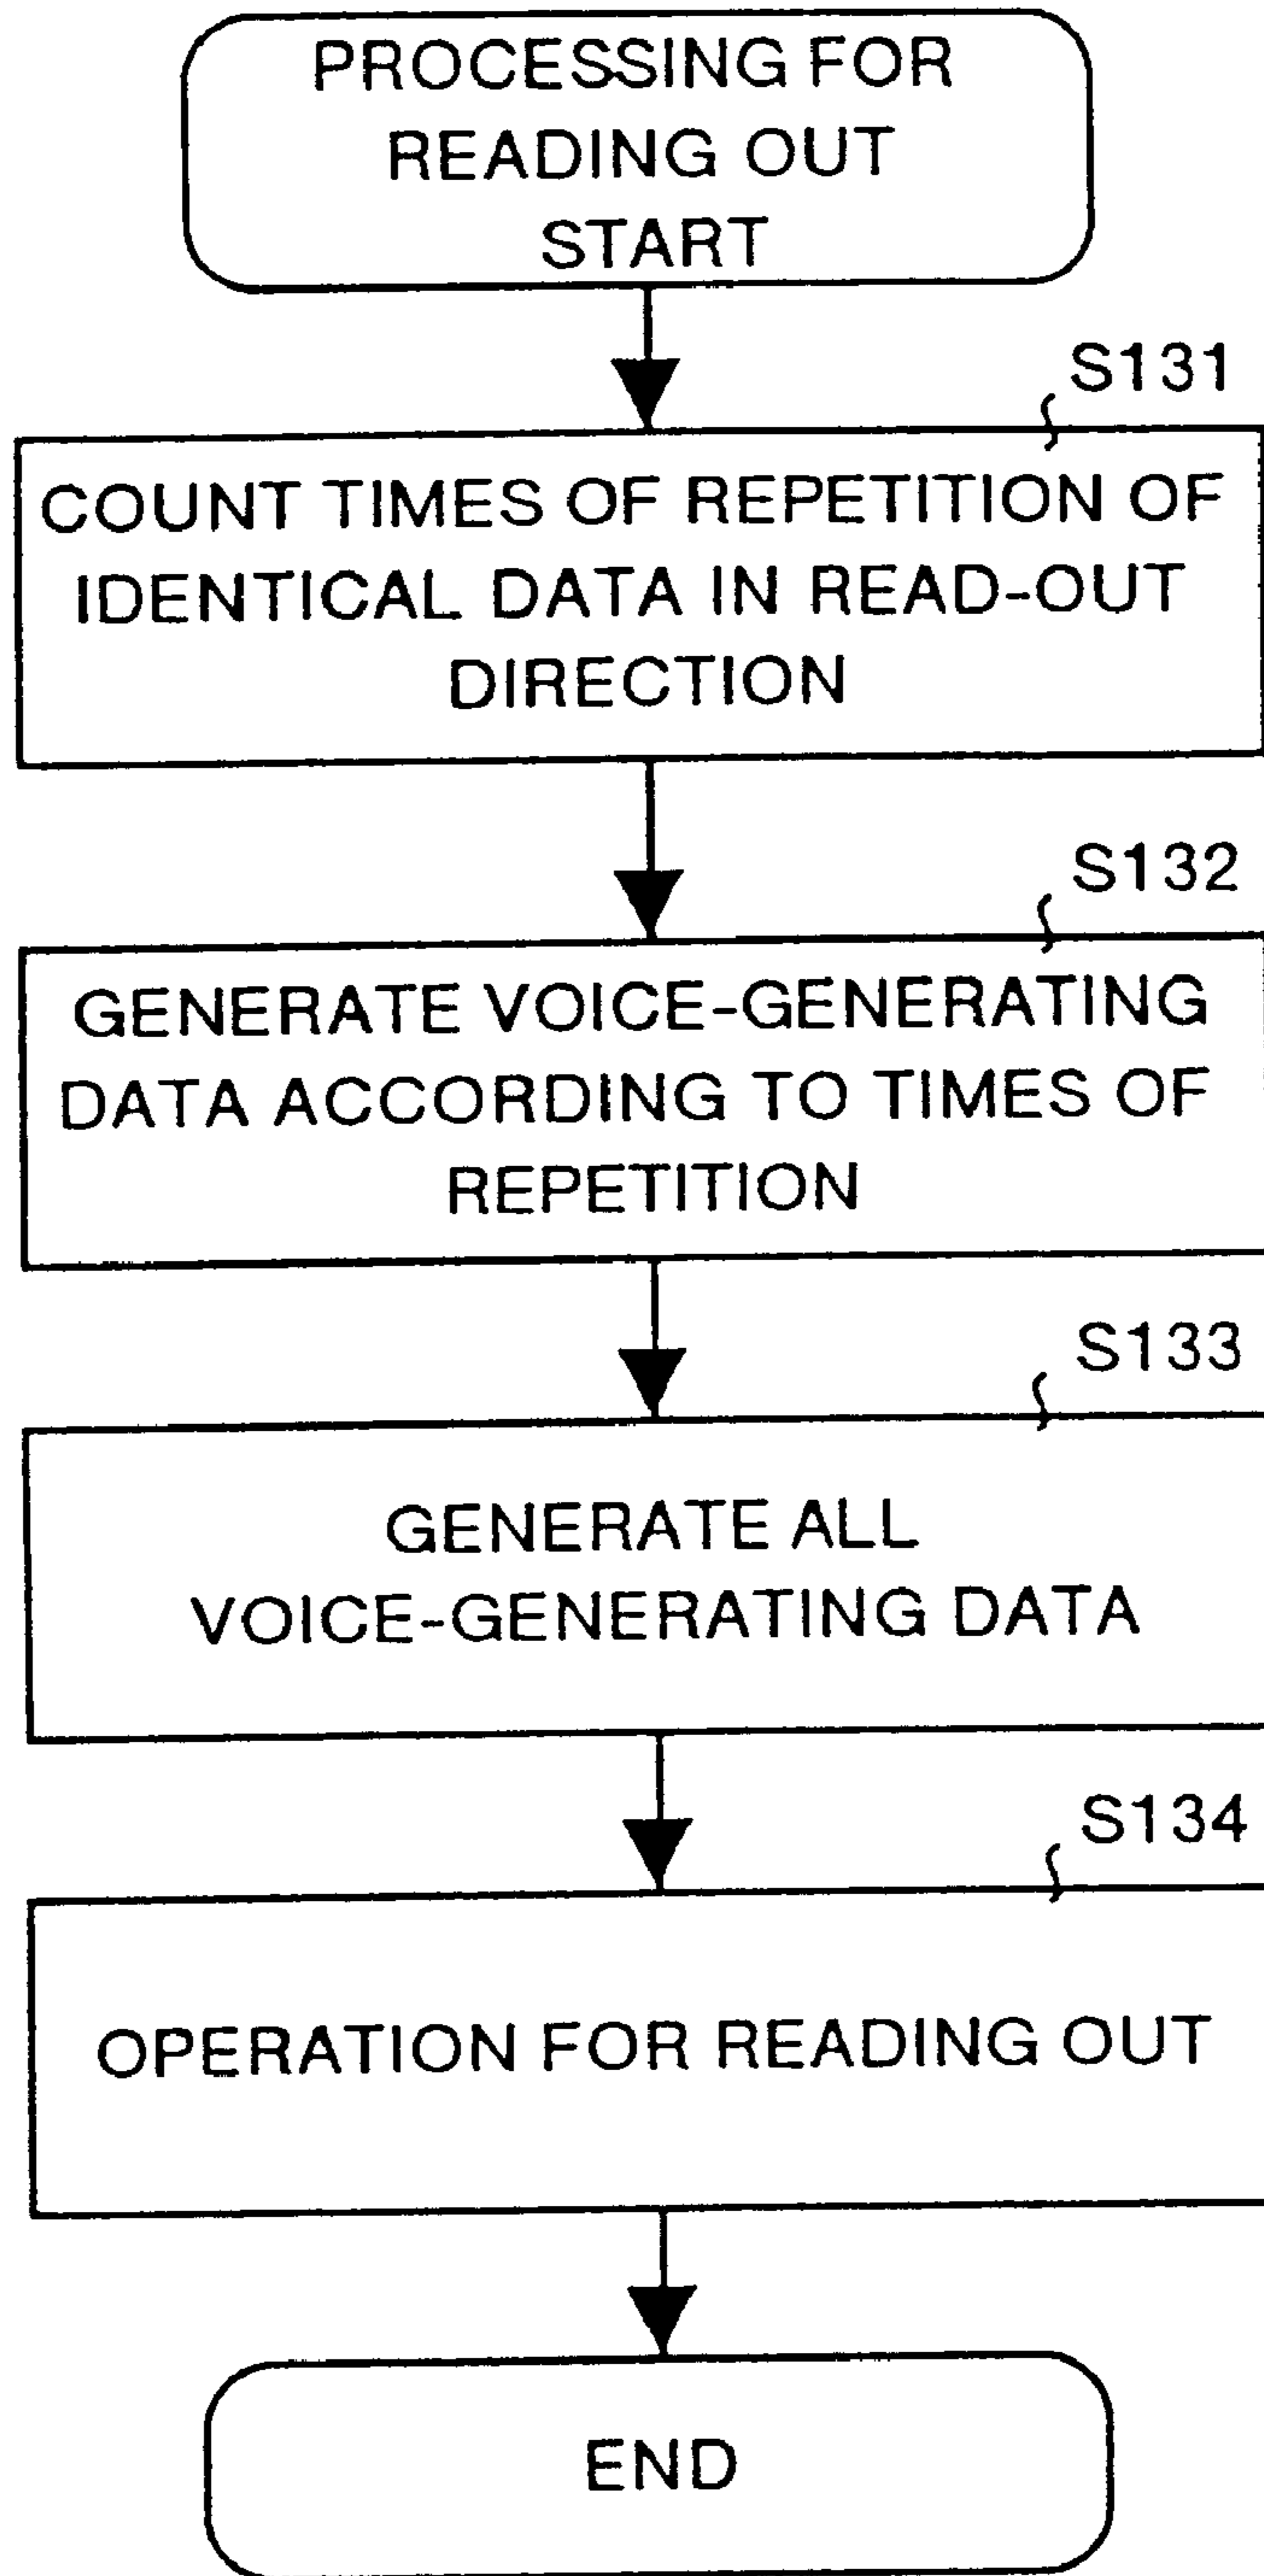 PROCESSING FOR
READING OUT
START
S131
COUNT TIMES OF REPETITION OF
IDENTICAL DATA IN READ-OUT
DIRECTION
S132
GENERATE VOICE-GENERATING
DATA ACCORDING TO TIMES OF
REPETITION
S133
GENERATE ALL
VOICE-GENERATING DATA
S134
OPERATION FOR READING OUT
END